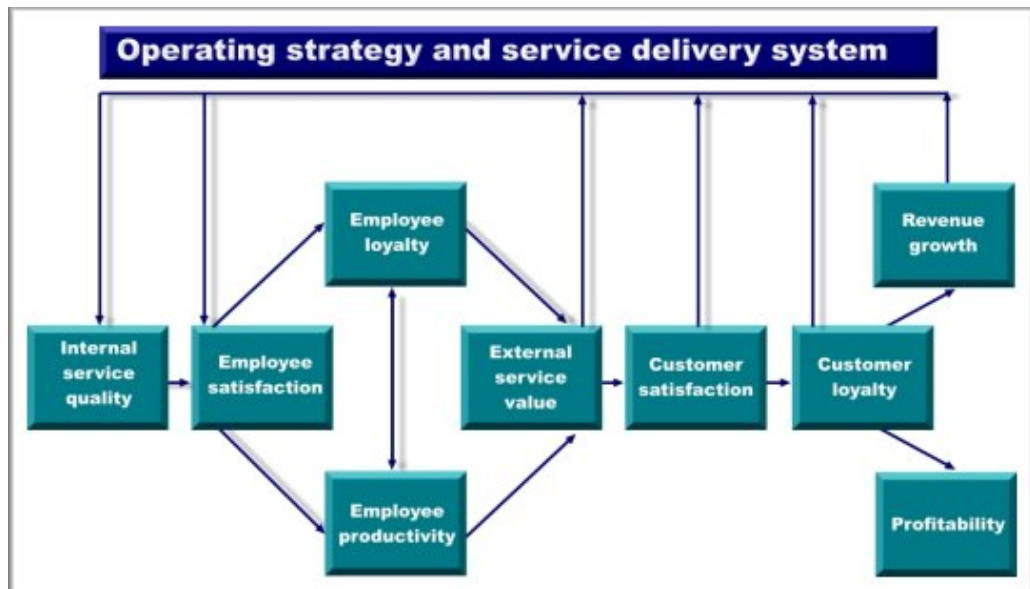 Operating strategy and service delivery system
Employee
loyalty
Revenue
growth
Internal
service
quality
Employee
satisfaction
External
service
value
Customer
satisfaction
Customer
loyalty
Employee
productivity
Profitability